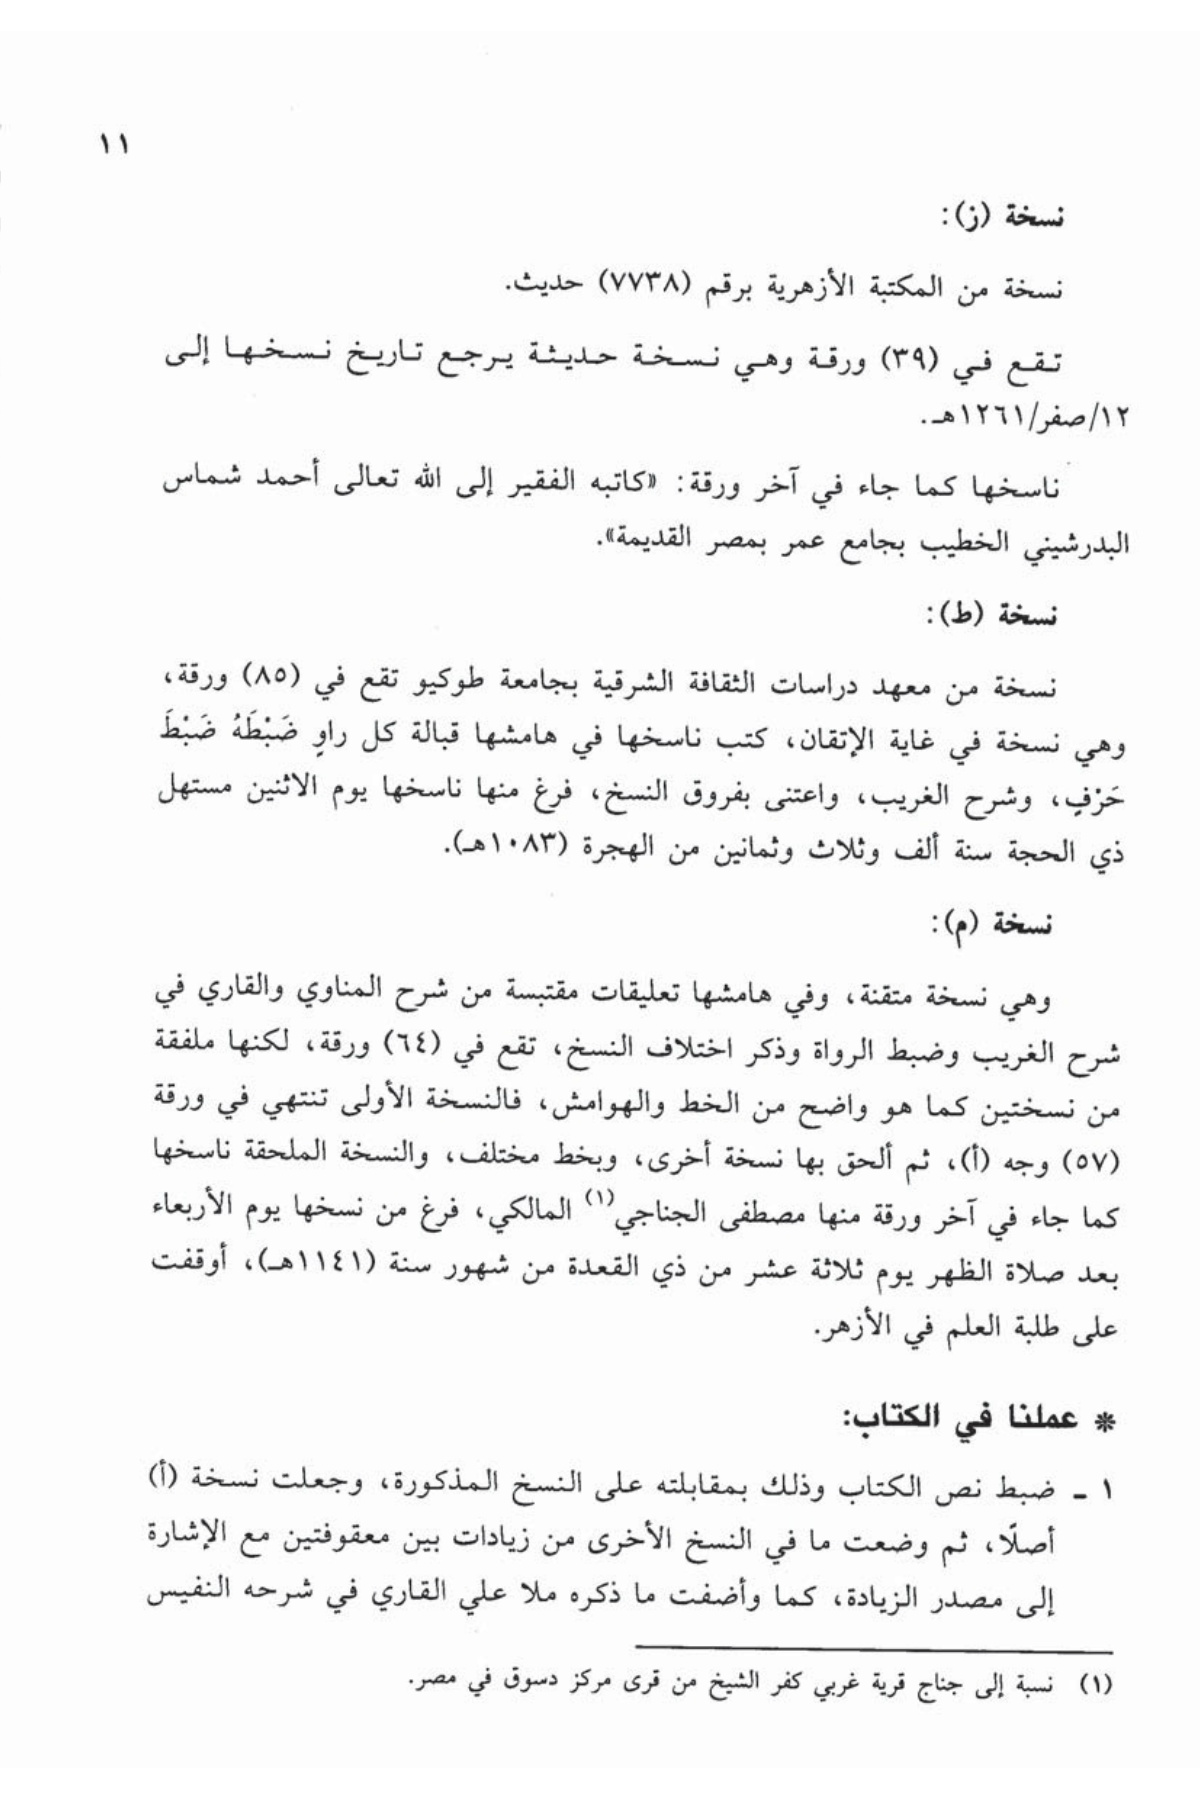 ١١
نسخة (ز):
نسخة من المكتبة الأزهرية برقم (٧٧٣٨) حديث.
تقع في (٣٩) ورقة وهي نسخة حديثة يرجع تاريخ نسخها إلى
١٢/صفر/١٢٦١هـ.
ناسخها كما جاء في آخر ورقة: «كاتبه الفقير إلى الله تعالى أحمد شماس
البدرشيني الخطيب بجامع عمر بمصر القديمة».
نسخة (ط):
نسخة من معهد دراسات الثقافة الشرقية بجامعة طوكيو تقع في (٨٥) ورقة،
وهي نسخة في غاية الإتقان، كتب ناسخها في هامشها قبالة كل راوٍ ضَبْطَهُ ضَبْطَ
حَرْفٍ، وشرح الغريب، واعتنى بفروق النسخ، فرغ منها ناسخها يوم الاثنين مستهل
ذي الحجة سنة ألف وثلاث وثمانين من الهجرة (١٠٨٣هـ).
نسخة (م):
وهي نسخة متقنة، وفي هامشها تعليقات مقتبسة من شرح المناوي والقاري في
شرح الغريب وضبط الرواة وذكر اختلاف النسخ، تقع في (٦٤) ورقة، لكنها ملفقة
من نسختين كما هو واضح من الخط والهوامش، فالنسخة الأولى تنتهي في ورقة
(٥٧) وجه (أ)، ثم ألحق بها نسخة أخرى، وبخط مختلف، والنسخة الملحقة ناسخها
كما جاء في آخر ورقة منها مصطفى الجناجي(١) المالكي، فرغ من نسخها يوم الأربعاء
بعد صلاة الظهر يوم ثلاثة عشر من ذي القعدة من شهور سنة (١١٤١هـ)، أوقفت
على طلبة العلم في الأزهر.
* عملنا في الكتاب:
١ ـ ضبط نص الكتاب وذلك بمقابلته على النسخ المذكورة، وجعلت نسخة (أ)
أصلًا، ثم وضعت ما في النسخ الأخرى من زيادات بين معقوفتين مع الإشارة
إلى مصدر الزيادة، كما وأضفت ما ذكره ملا علي القاري في شرحه النفيس
(١) نسبة إلى جناج قرية غربي كفر الشيخ من قرى مركز دسوق في مصر.